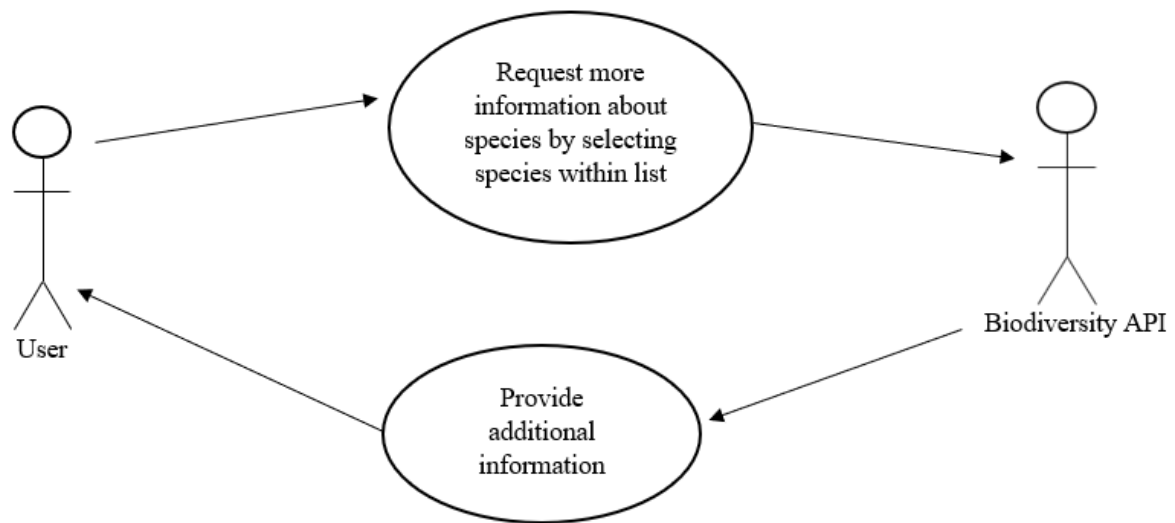 Request more
information about
species by selecting
species within list
User
Biodiversity API
Provide
additional
information